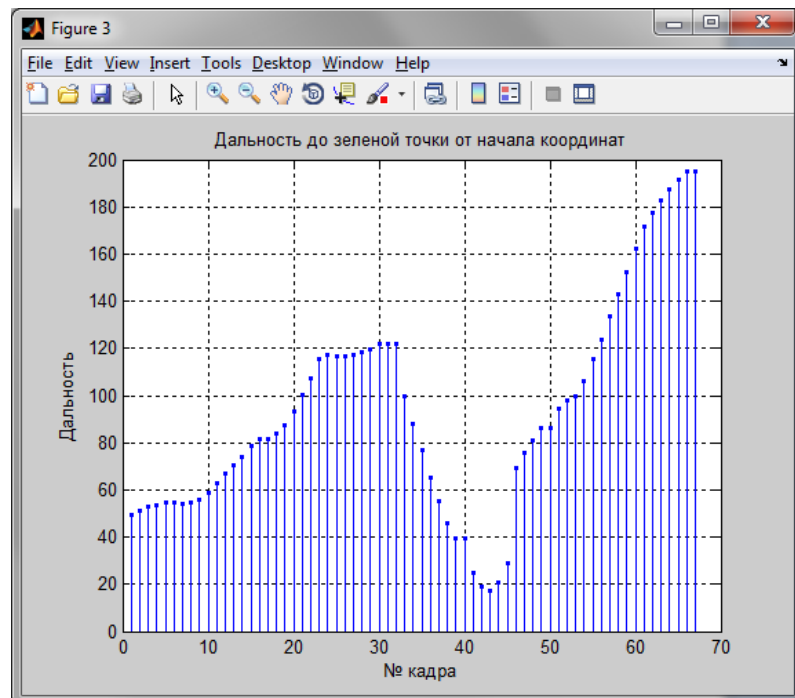 Figure 3
File Edit View Insert Tools Desktop Window Help
Дальность до зеленой точки от начала координат
200
180
160
140
120
100
80
60
40
20
0
Дальность
0 10 20 30 40 50 60 70
№ кадра